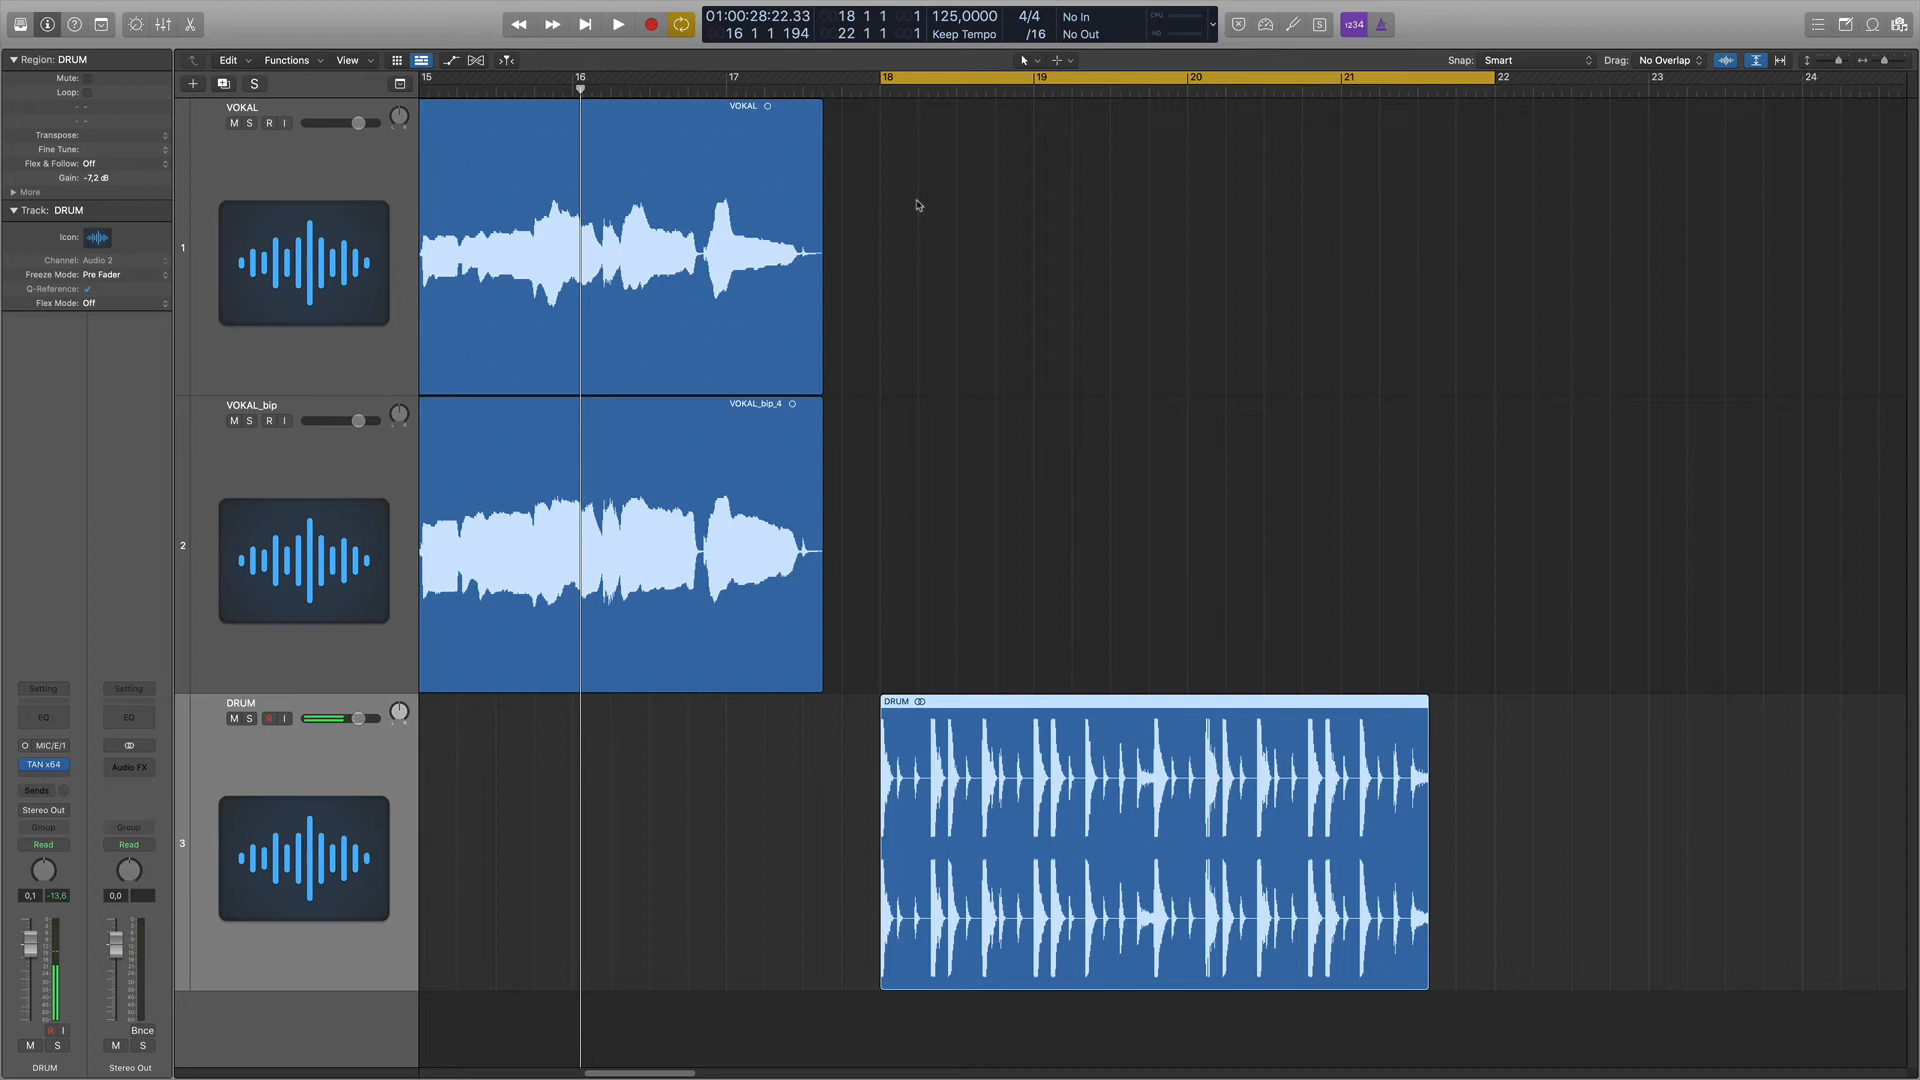 01:00:28:22.33
16 1 1 194
18 1 1 1
22 1 1 1
125,0000
Keep Tempo
4/4
/16
No In
No Out
CPU
HD
S
1234
Region: DRUM
Mute:
Loop:
Transpose:
Fine Tune:
Flex & Follow: Off
Gain: -7,2 dB
More
Track: DRUM
Icon:
Channel: Audio 2
Freeze Mode: Pre Fader
Q-Reference:
Flex Mode: Off
Edit
Functions
View
Snap: Smart
Drag: No Overlap
S
15 16 17 18 19 20 21 22 23 24
1
VOKAL
M S R I
L R
VOKAL
2
VOKAL_bip
M S R I
L R
VOKAL_bip_4
3
DRUM
M S R I
L R
DRUM
Setting
Setting
EQ
EQ
MIC/E/1
TAN x64
Audio FX
Sends
Stereo Out
Group
Group
Read
Read
0,1 -13,6
0,0
R I
Bnce
M S
M S
DRUM
Stereo Out